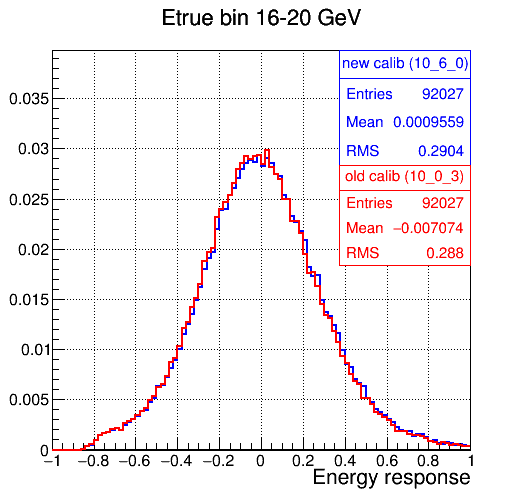 Etrue bin 16-20 GeV
new calib (10_6_0)
Entries 92027
Mean 0.0009559
RMS 0.2904
old calib (10_0_3)
Entries 92027
Mean −0.007074
RMS 0.288
0.035
0.03
0.025
0.02
0.015
0.01
0.005
0
−1 −0.8 −0.6 −0.4 −0.2 0 0.2 0.4 0.6 0.8 1
Energy response